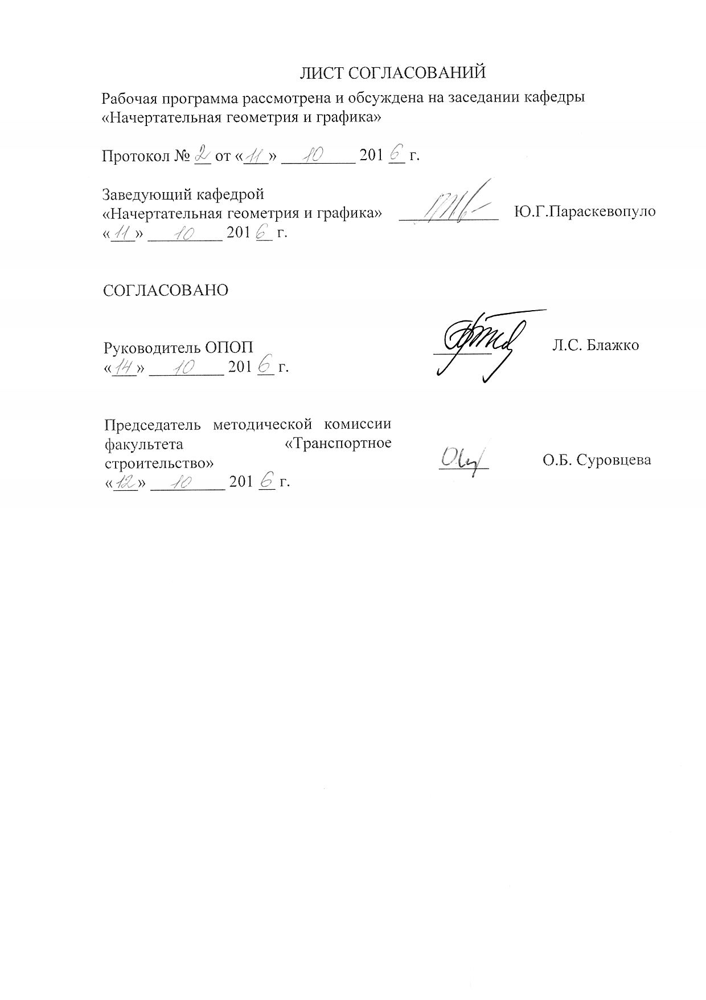 ЛИСТ СОГЛАСОВАНИЙ
Рабочая программа рассмотрена и обсуждена на заседании кафедры
«Начертательная геометрия и графика»
Протокол № 2 от «11» 10 2016 г.
Заведующий кафедрой
«Начертательная геометрия и графика» Ю.Г.Параскевопуло
«11» 10 2016 г.
СОГЛАСОВАНО
Руководитель ОПОП Л.С. Блажко
«14» 10 2016 г.
Председатель методической комиссии
факультета «Транспортное
строительство» О.Б. Суровцева
«12» 10 2016 г.